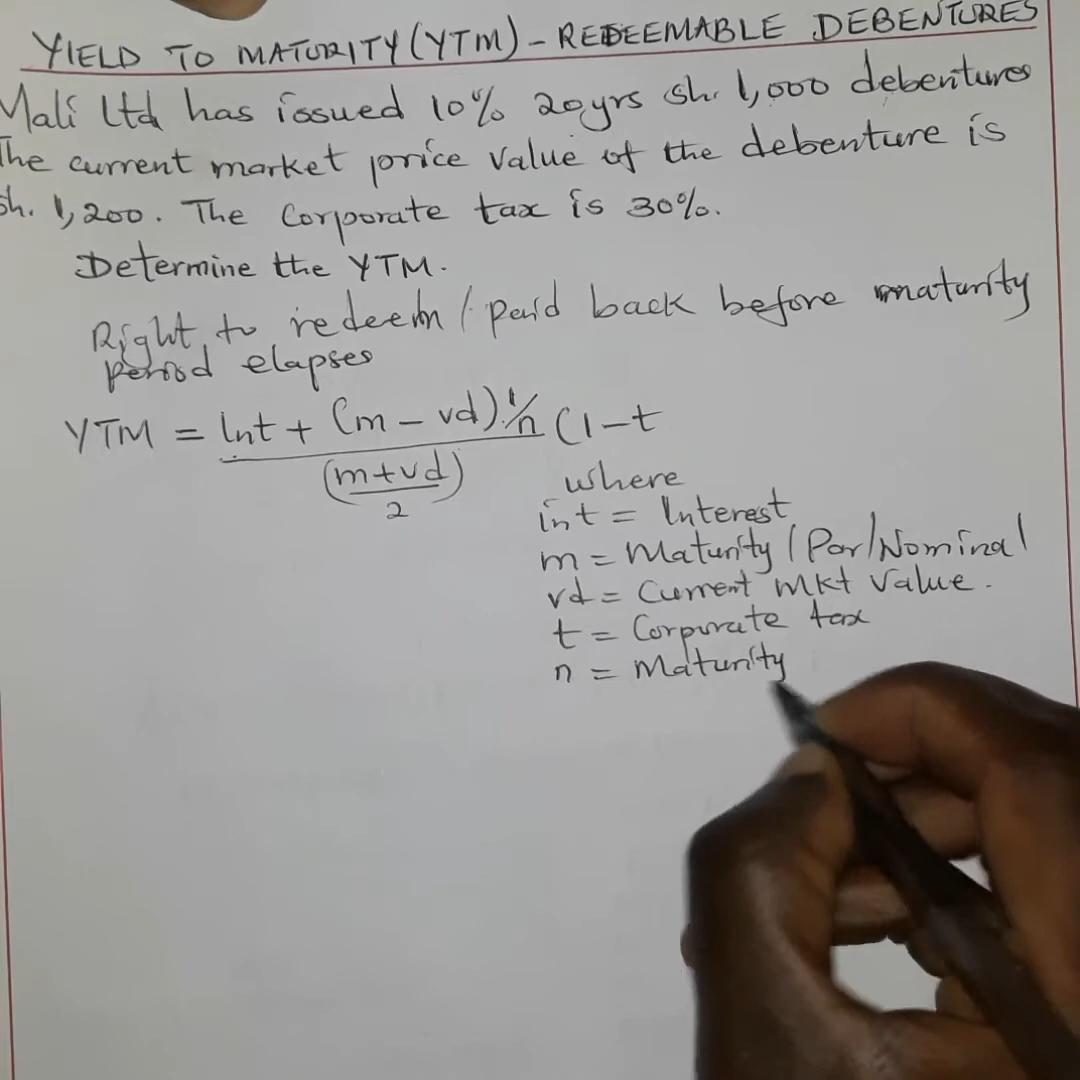 YIELD TO MATURITY (YTM) - REDEEMABLE DEBENTURES
Mali Ltd has issued 10% 20yrs sh. 1,000 debentures
The current market price value of the debenture is
sh. 1,200. The Corporate tax is 30%.
Determine the YTM.
Right to redeem / paid back before maturity
period elapses
YTM = Int + (m - vd) 1/n (1-t
(m+vd)
2
where
int = Interest
m = Maturity (Par/Nominal
vd = Current Mkt Value.
t = Corporate tax
n = Maturity